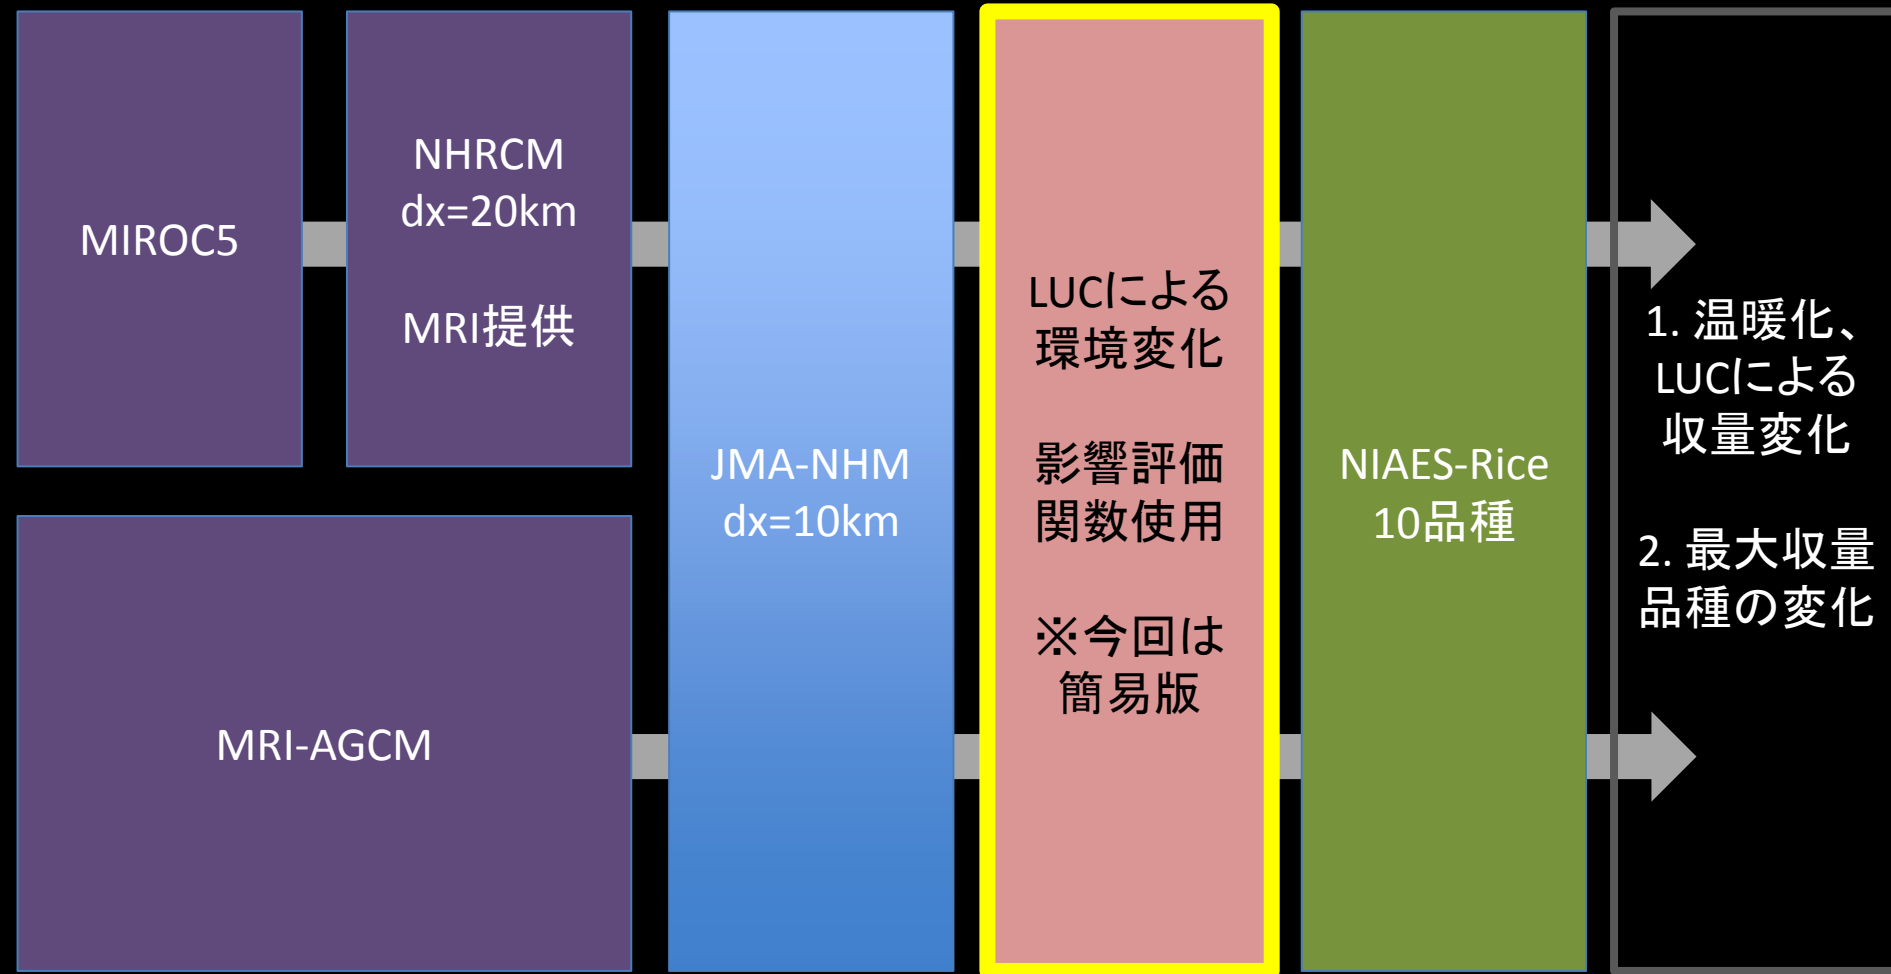 MIROC5
NHRCM
dx=20km
MRI提供
MRI-AGCM
JMA-NHM
dx=10km
LUCによる
環境変化
影響評価
関数使用
※今回は
簡易版
NIAES-Rice
10品種
1. 温暖化、
LUCによる
収量変化
2. 最大収量
品種の変化